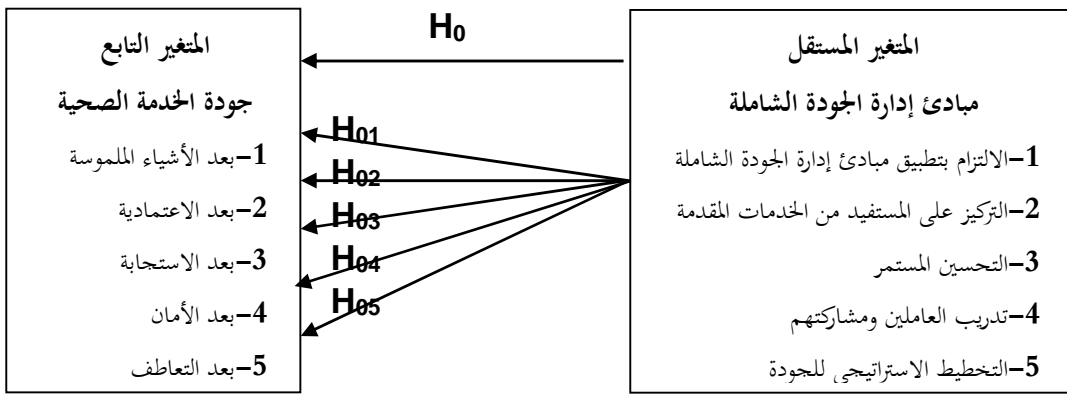 المتغير المستقل
مبادئ إدارة الجودة الشاملة
1–الالتزام بتطبيق مبادئ إدارة الجودة الشاملة
2–التركيز على المستفيد من الخدمات المقدمة
3–التحسين المستمر
4–تدريب العاملين ومشاركتهم
5–التخطيط الاستراتيجي للجودة
H0
H01
H02
H03
H04
H05
المتغير التابع
جودة الخدمة الصحية
1–بعد الأشياء الملموسة
2–بعد الاعتمادية
3–بعد الاستجابة
4–بعد الأمان
5–بعد التعاطف